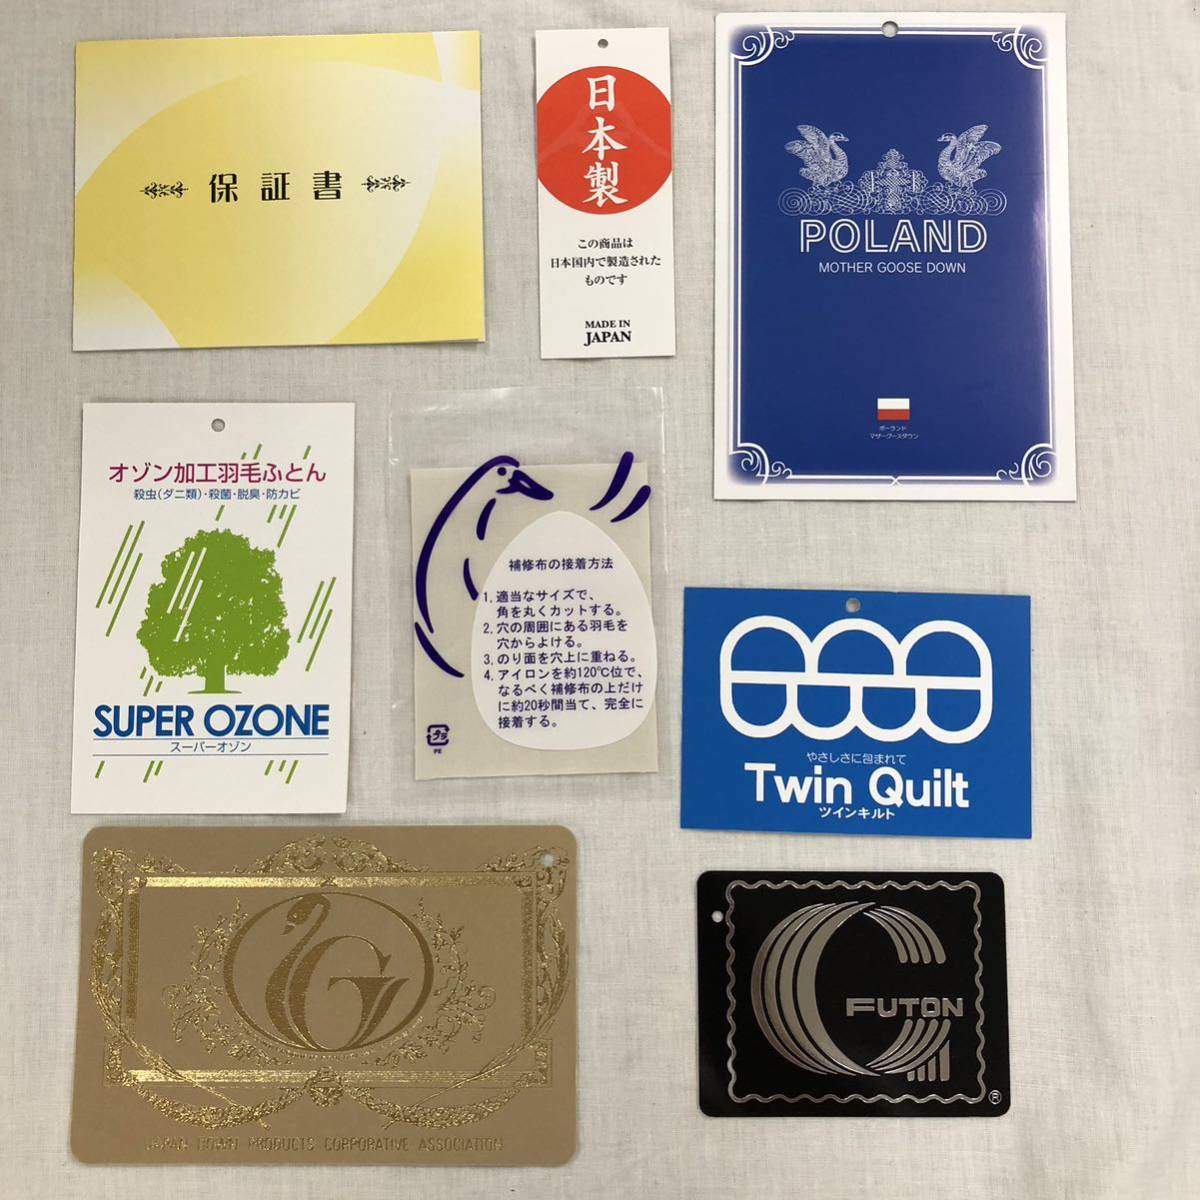 保証書
日本製
この商品は
日本国内で製造された
ものです
MADE IN
JAPAN
POLAND
MOTHER GOOSE DOWN
ポーランド
マザーグースダウン
オゾン加工羽毛ふとん
殺虫(ダニ類)・殺菌・脱臭・防カビ
SUPER OZONE
スーパーオゾン
補修布の接着方法
1. 適当なサイズで、
角を丸くカットする。
2. 穴の周囲にある羽毛を
穴からよける。
3. のり面を穴上に重ねる。
4. アイロンを約120℃位で、
なるべく補修布の上だけ
に約20秒間当て、完全に
接着する。
プラ
PE
やさしさに包まれて
Twin Quilt
ツインキルト
G
JAPAN DOWN PRODUCTS CORPORATIVE ASSOCIATION
G
FUTON
®